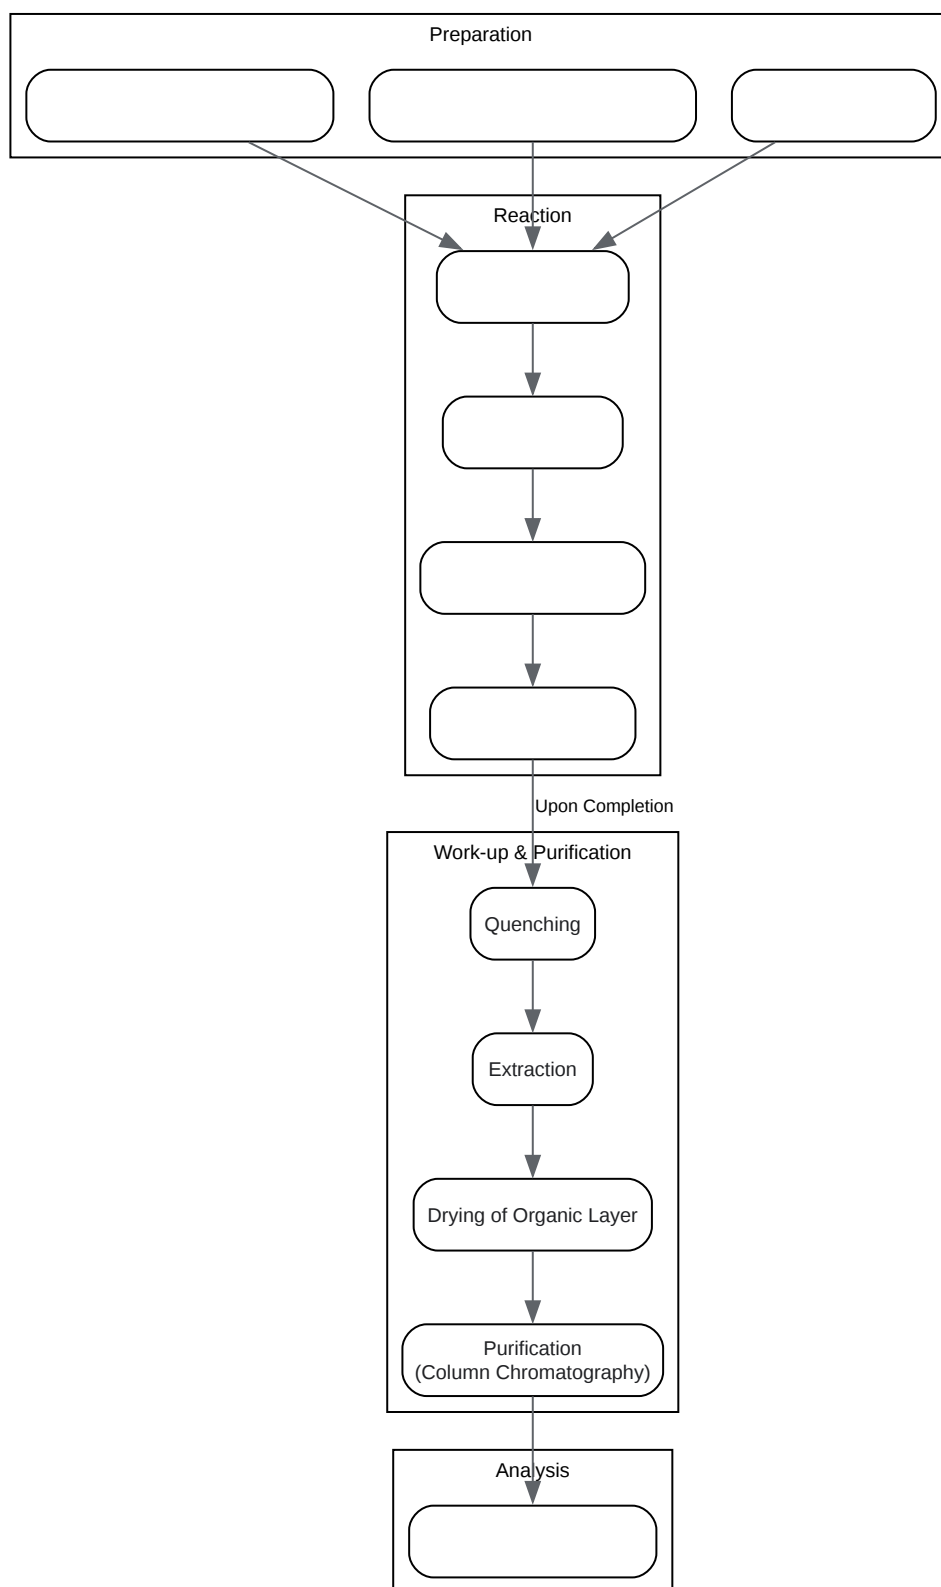 Preparation
Reaction
Upon Completion
Work-up & Purification
Quenching
Extraction
Drying of Organic Layer
Purification
(Column Chromatography)
Analysis